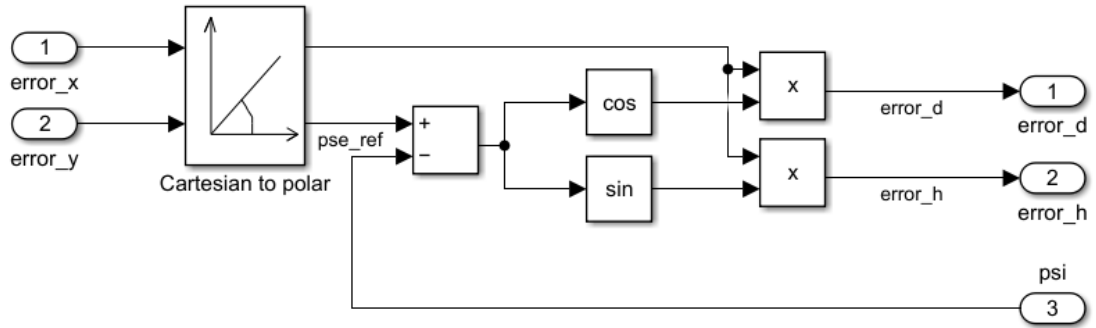 1
error_x
2
error_y
Cartesian to polar
pse_ref
+
−
cos
sin
x
x
error_d
error_h
1
error_d
2
error_h
psi
3